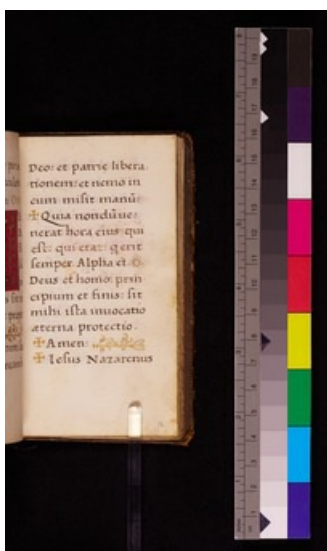 Deo: et patrie libera
tionem: et nemo in
eum misit manū:
✠ Quia nondū ue:
nerat hora eius qui
est: qui erat: q erit
semper Alpha et O
Deus et homo: prin
cipium et finis: sit
mihi ista inuocatio
æterna protectio.
✠ Amen:
✠ Iesus Nazarenus